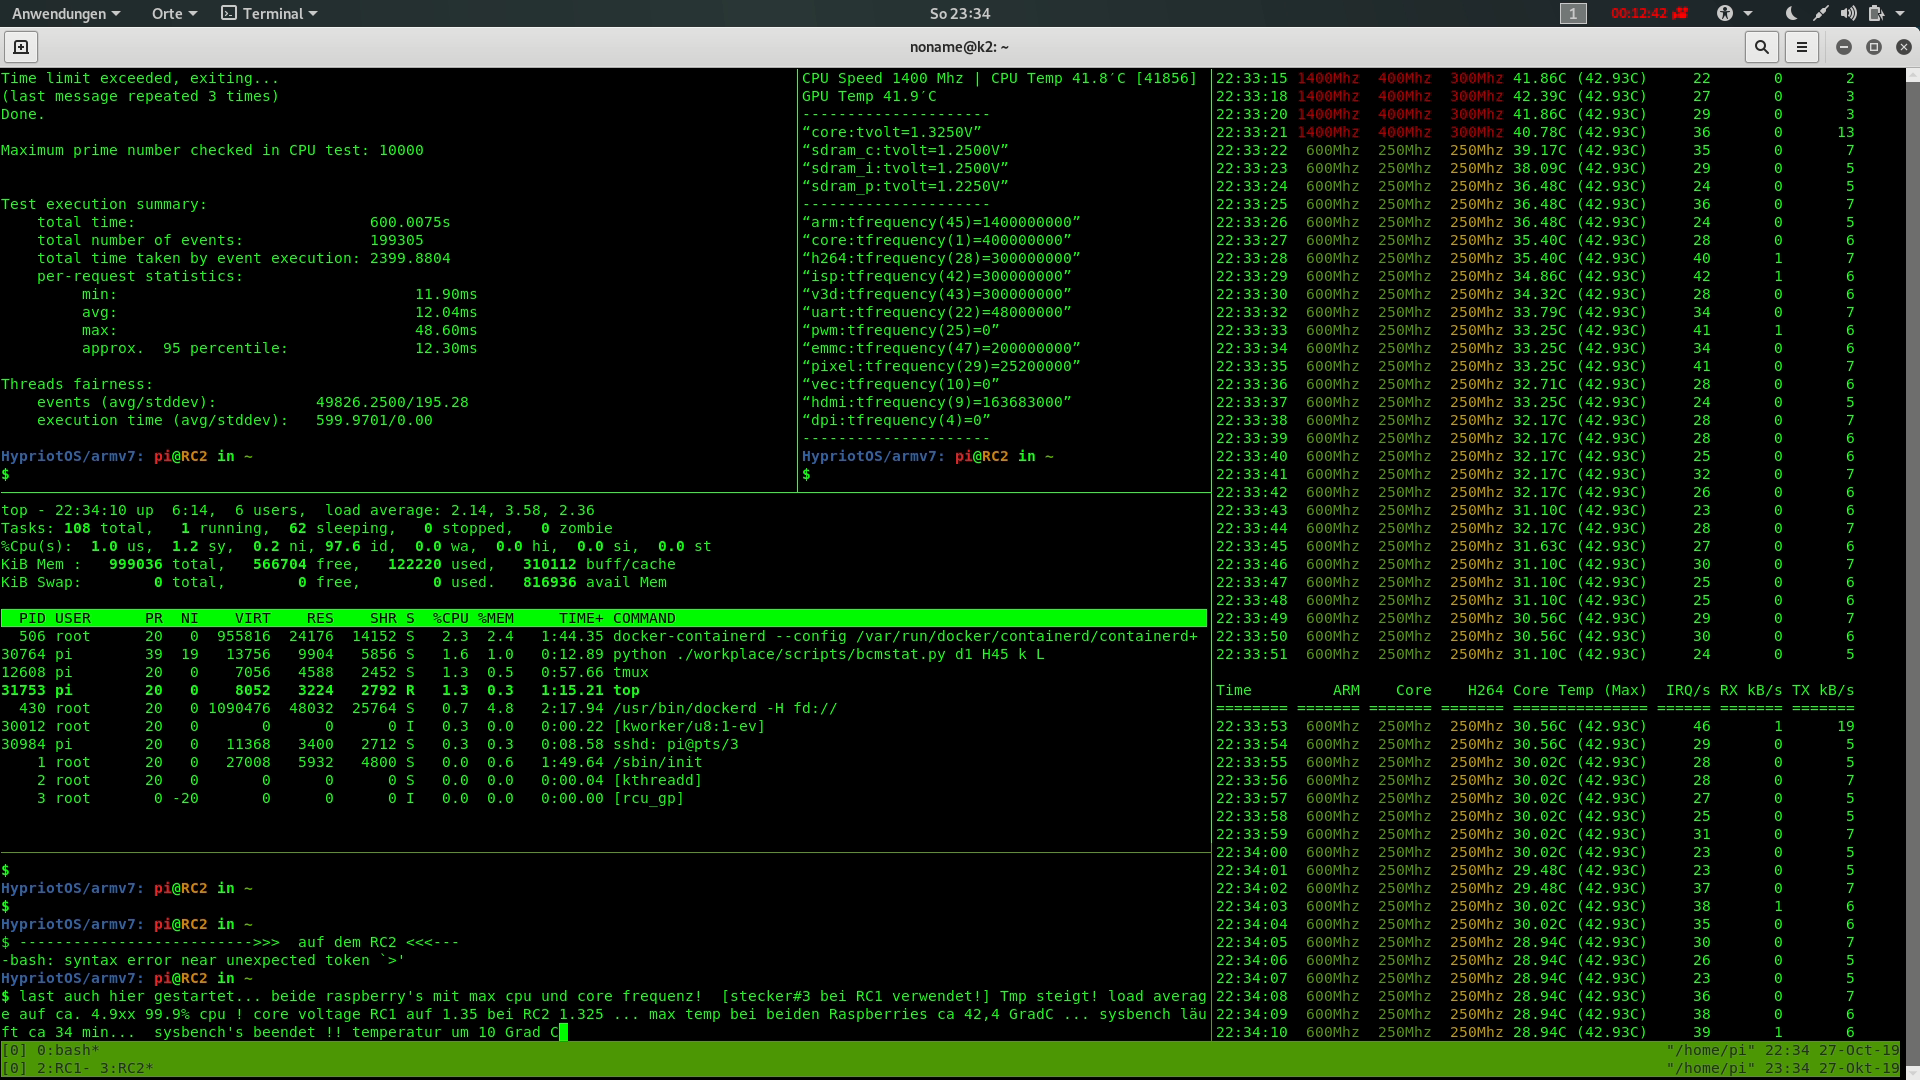 Anwendungen Orte Terminal So 23:34 1 00:12:42
noname@k2: ~
Time limit exceeded, exiting...
(last message repeated 3 times)
Done.
Maximum prime number checked in CPU test: 10000
Test execution summary:
total time: 600.0075s
total number of events: 199305
total time taken by event execution: 2399.8804
per-request statistics:
min: 11.90ms
avg: 12.04ms
max: 48.60ms
approx. 95 percentile: 12.30ms
Threads fairness:
events (avg/stddev): 49826.2500/195.28
execution time (avg/stddev): 599.9701/0.00
HypriotOS/armv7: pi@RC2 in ~
$
CPU Speed 1400 Mhz | CPU Temp 41.8′C [41856]
GPU Temp 41.9′C
---------------------
“core:tvolt=1.3250V”
“sdram_c:tvolt=1.2500V”
“sdram_i:tvolt=1.2500V”
“sdram_p:tvolt=1.2250V”
---------------------
“arm:tfrequency(45)=1400000000”
“core:tfrequency(1)=400000000”
“h264:tfrequency(28)=300000000”
“isp:tfrequency(42)=300000000”
“v3d:tfrequency(43)=300000000”
“uart:tfrequency(22)=48000000”
“pwm:tfrequency(25)=0”
“emmc:tfrequency(47)=200000000”
“pixel:tfrequency(29)=25200000”
“vec:tfrequency(10)=0”
“hdmi:tfrequency(9)=163683000”
“dpi:tfrequency(4)=0”
---------------------
HypriotOS/armv7: pi@RC2 in ~
$
top - 22:34:10 up  6:14,  6 users,  load average: 2.14, 3.58, 2.36
Tasks: 108 total,   1 running,  62 sleeping,   0 stopped,   0 zombie
%Cpu(s):  1.0 us,  1.2 sy,  0.2 ni, 97.6 id,  0.0 wa,  0.0 hi,  0.0 si,  0.0 st
KiB Mem :   999036 total,   566704 free,   122220 used,   310112 buff/cache
KiB Swap:        0 total,        0 free,        0 used.   816936 avail Mem
PID USER PR NI VIRT RES SHR S %CPU %MEM TIME+ COMMAND
506 root 20 0 955816 24176 14152 S 2.3 2.4 1:44.35 docker-containerd --config /var/run/docker/containerd/containerd+
30764 pi 39 19 13756 9904 5856 S 1.6 1.0 0:12.89 python ./workplace/scripts/bcmstat.py d1 H45 k L
12608 pi 20 0 7056 4588 2452 S 1.3 0.5 0:57.66 tmux
31753 pi 20 0 8052 3224 2792 R 1.3 0.3 1:15.21 top
430 root 20 0 1090476 48032 25764 S 0.7 4.8 2:17.94 /usr/bin/dockerd -H fd://
30012 root 20 0 0 0 0 I 0.3 0.0 0:00.22 [kworker/u8:1-ev]
30984 pi 20 0 11368 3400 2712 S 0.3 0.3 0:08.58 sshd: pi@pts/3
1 root 20 0 27008 5932 4800 S 0.0 0.6 1:49.64 /sbin/init
2 root 20 0 0 0 0 S 0.0 0.0 0:00.04 [kthreadd]
3 root 0 -20 0 0 0 I 0.0 0.0 0:00.00 [rcu_gp]
$
HypriotOS/armv7: pi@RC2 in ~
$
HypriotOS/armv7: pi@RC2 in ~
$ -------------------------->>>  auf dem RC2 <<<---
-bash: syntax error near unexpected token `>'
HypriotOS/armv7: pi@RC2 in ~
$ last auch hier gestartet... beide raspberry's mit max cpu und core frequenz!  [stecker#3 bei RC1 verwendet!] Tmp steigt! load averag
e auf ca. 4.9xx 99.9% cpu ! core voltage RC1 auf 1.35 bei RC2 1.325 ... max temp bei beiden Raspberries ca 42,4 GradC ... sysbench läu
ft ca 34 min...  sysbench's beendet !! temperatur um 10 Grad C
22:33:15 1400Mhz 400Mhz 300Mhz 41.86C (42.93C) 22 0 2
22:33:18 1400Mhz 400Mhz 300Mhz 42.39C (42.93C) 27 0 3
22:33:20 1400Mhz 400Mhz 300Mhz 41.86C (42.93C) 29 0 3
22:33:21 1400Mhz 400Mhz 300Mhz 40.78C (42.93C) 36 0 13
22:33:22 600Mhz 250Mhz 250Mhz 39.17C (42.93C) 35 0 7
22:33:23 600Mhz 250Mhz 250Mhz 38.09C (42.93C) 29 0 5
22:33:24 600Mhz 250Mhz 250Mhz 36.48C (42.93C) 24 0 5
22:33:25 600Mhz 250Mhz 250Mhz 36.48C (42.93C) 36 0 7
22:33:26 600Mhz 250Mhz 250Mhz 36.48C (42.93C) 24 0 5
22:33:27 600Mhz 250Mhz 250Mhz 35.40C (42.93C) 28 0 6
22:33:28 600Mhz 250Mhz 250Mhz 35.40C (42.93C) 40 1 7
22:33:29 600Mhz 250Mhz 250Mhz 34.86C (42.93C) 42 1 6
22:33:30 600Mhz 250Mhz 250Mhz 34.32C (42.93C) 28 0 6
22:33:32 600Mhz 250Mhz 250Mhz 33.79C (42.93C) 34 0 7
22:33:33 600Mhz 250Mhz 250Mhz 33.25C (42.93C) 41 1 6
22:33:34 600Mhz 250Mhz 250Mhz 33.25C (42.93C) 34 0 6
22:33:35 600Mhz 250Mhz 250Mhz 33.25C (42.93C) 41 0 7
22:33:36 600Mhz 250Mhz 250Mhz 32.71C (42.93C) 28 0 6
22:33:37 600Mhz 250Mhz 250Mhz 33.25C (42.93C) 24 0 5
22:33:38 600Mhz 250Mhz 250Mhz 32.17C (42.93C) 28 0 7
22:33:39 600Mhz 250Mhz 250Mhz 32.17C (42.93C) 28 0 6
22:33:40 600Mhz 250Mhz 250Mhz 32.17C (42.93C) 25 0 6
22:33:41 600Mhz 250Mhz 250Mhz 32.17C (42.93C) 32 0 7
22:33:42 600Mhz 250Mhz 250Mhz 32.17C (42.93C) 26 0 6
22:33:43 600Mhz 250Mhz 250Mhz 31.10C (42.93C) 23 0 6
22:33:44 600Mhz 250Mhz 250Mhz 32.17C (42.93C) 28 0 7
22:33:45 600Mhz 250Mhz 250Mhz 31.63C (42.93C) 27 0 6
22:33:46 600Mhz 250Mhz 250Mhz 31.10C (42.93C) 30 0 7
22:33:47 600Mhz 250Mhz 250Mhz 31.10C (42.93C) 25 0 6
22:33:48 600Mhz 250Mhz 250Mhz 31.10C (42.93C) 25 0 6
22:33:49 600Mhz 250Mhz 250Mhz 30.56C (42.93C) 29 0 7
22:33:50 600Mhz 250Mhz 250Mhz 30.56C (42.93C) 30 0 6
22:33:51 600Mhz 250Mhz 250Mhz 31.10C (42.93C) 24 0 5
Time ARM Core H264 Core Temp (Max) IRQ/s RX kB/s TX kB/s
======== ======= ======= ======= =============== ====== ======= =======
22:33:53 600Mhz 250Mhz 250Mhz 30.56C (42.93C) 46 1 19
22:33:54 600Mhz 250Mhz 250Mhz 30.56C (42.93C) 29 0 5
22:33:55 600Mhz 250Mhz 250Mhz 30.02C (42.93C) 28 0 5
22:33:56 600Mhz 250Mhz 250Mhz 30.02C (42.93C) 28 0 7
22:33:57 600Mhz 250Mhz 250Mhz 30.02C (42.93C) 27 0 5
22:33:58 600Mhz 250Mhz 250Mhz 30.02C (42.93C) 25 0 5
22:33:59 600Mhz 250Mhz 250Mhz 30.02C (42.93C) 31 0 7
22:34:00 600Mhz 250Mhz 250Mhz 30.02C (42.93C) 23 0 5
22:34:01 600Mhz 250Mhz 250Mhz 29.48C (42.93C) 23 0 5
22:34:02 600Mhz 250Mhz 250Mhz 29.48C (42.93C) 37 0 7
22:34:03 600Mhz 250Mhz 250Mhz 30.02C (42.93C) 38 1 6
22:34:04 600Mhz 250Mhz 250Mhz 30.02C (42.93C) 35 0 6
22:34:05 600Mhz 250Mhz 250Mhz 28.94C (42.93C) 30 0 7
22:34:06 600Mhz 250Mhz 250Mhz 28.94C (42.93C) 26 0 5
22:34:07 600Mhz 250Mhz 250Mhz 28.94C (42.93C) 23 0 5
22:34:08 600Mhz 250Mhz 250Mhz 28.94C (42.93C) 36 0 7
22:34:09 600Mhz 250Mhz 250Mhz 28.94C (42.93C) 38 0 6
22:34:10 600Mhz 250Mhz 250Mhz 28.94C (42.93C) 39 1 6
[0] 0:bash* "/home/pi" 22:34 27-Oct-19
[0] 2:RC1- 3:RC2* "/home/pi" 23:34 27-Okt-19